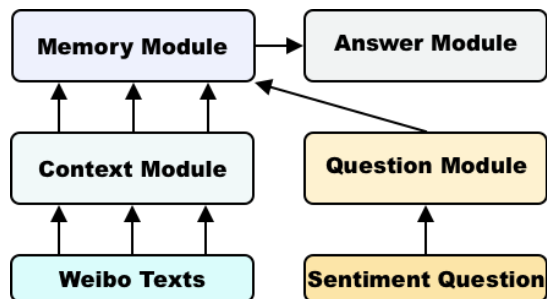 Memory Module
Answer Module
Context Module
Question Module
Weibo Texts
Sentiment Question